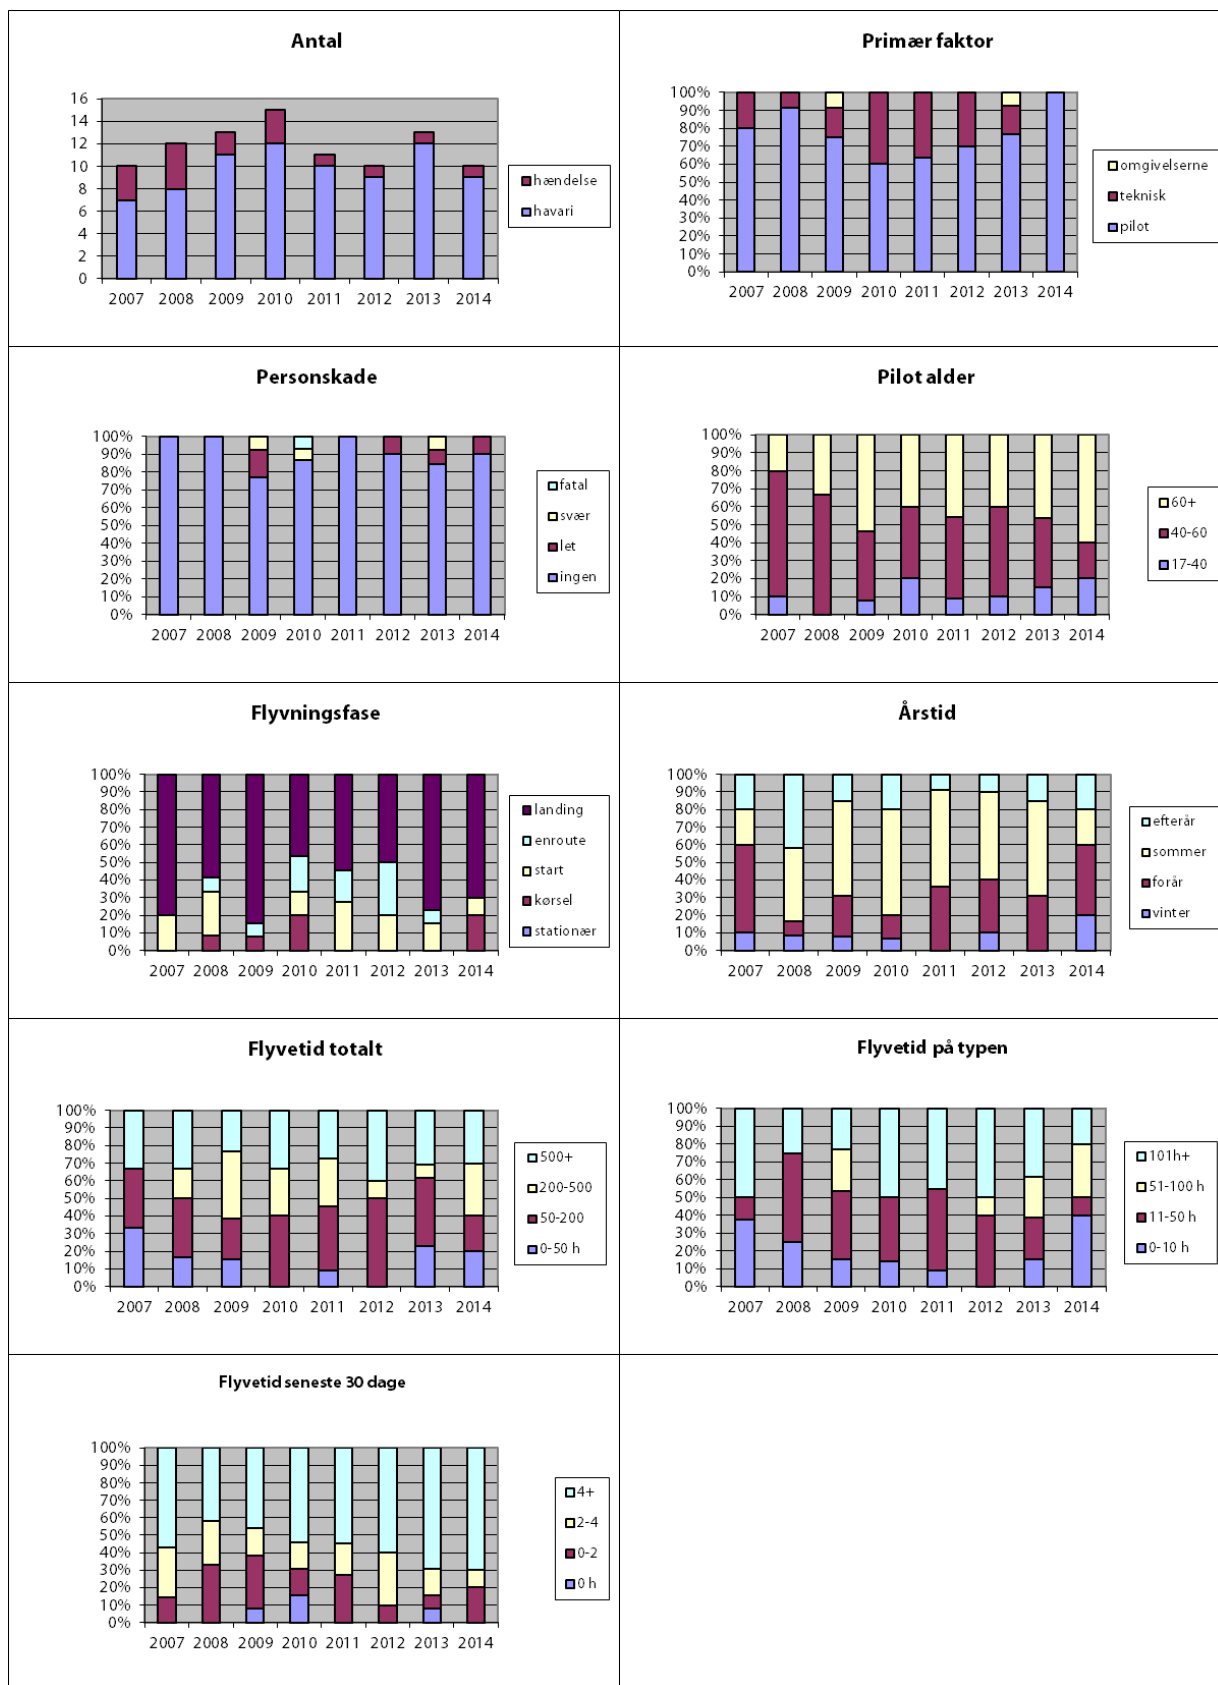 Antal
16
14
12
10
8
6
4
2
0
2007 2008 2009 2010 2011 2012 2013 2014
hændelse
havari
Primær faktor
100%
90%
80%
70%
60%
50%
40%
30%
20%
10%
0%
2007 2008 2009 2010 2011 2012 2013 2014
omgivelserne
teknisk
pilot
Personskade
100%
90%
80%
70%
60%
50%
40%
30%
20%
10%
0%
2007 2008 2009 2010 2011 2012 2013 2014
fatal
svær
let
ingen
Pilot alder
100%
90%
80%
70%
60%
50%
40%
30%
20%
10%
0%
2007 2008 2009 2010 2011 2012 2013 2014
60+
40-60
17-40
Flyvningsfase
100%
90%
80%
70%
60%
50%
40%
30%
20%
10%
0%
2007 2008 2009 2010 2011 2012 2013 2014
landing
enroute
start
kørsel
stationær
Årstid
100%
90%
80%
70%
60%
50%
40%
30%
20%
10%
0%
2007 2008 2009 2010 2011 2012 2013 2014
efterår
sommer
forår
vinter
Flyvetid totalt
100%
90%
80%
70%
60%
50%
40%
30%
20%
10%
0%
2007 2008 2009 2010 2011 2012 2013 2014
500+
200-500
50-200
0-50 h
Flyvetid på typen
100%
90%
80%
70%
60%
50%
40%
30%
20%
10%
0%
2007 2008 2009 2010 2011 2012 2013 2014
101h+
51-100 h
11-50 h
0-10 h
Flyvetid seneste 30 dage
100%
90%
80%
70%
60%
50%
40%
30%
20%
10%
0%
2007 2008 2009 2010 2011 2012 2013 2014
4+
2-4
0-2
0 h